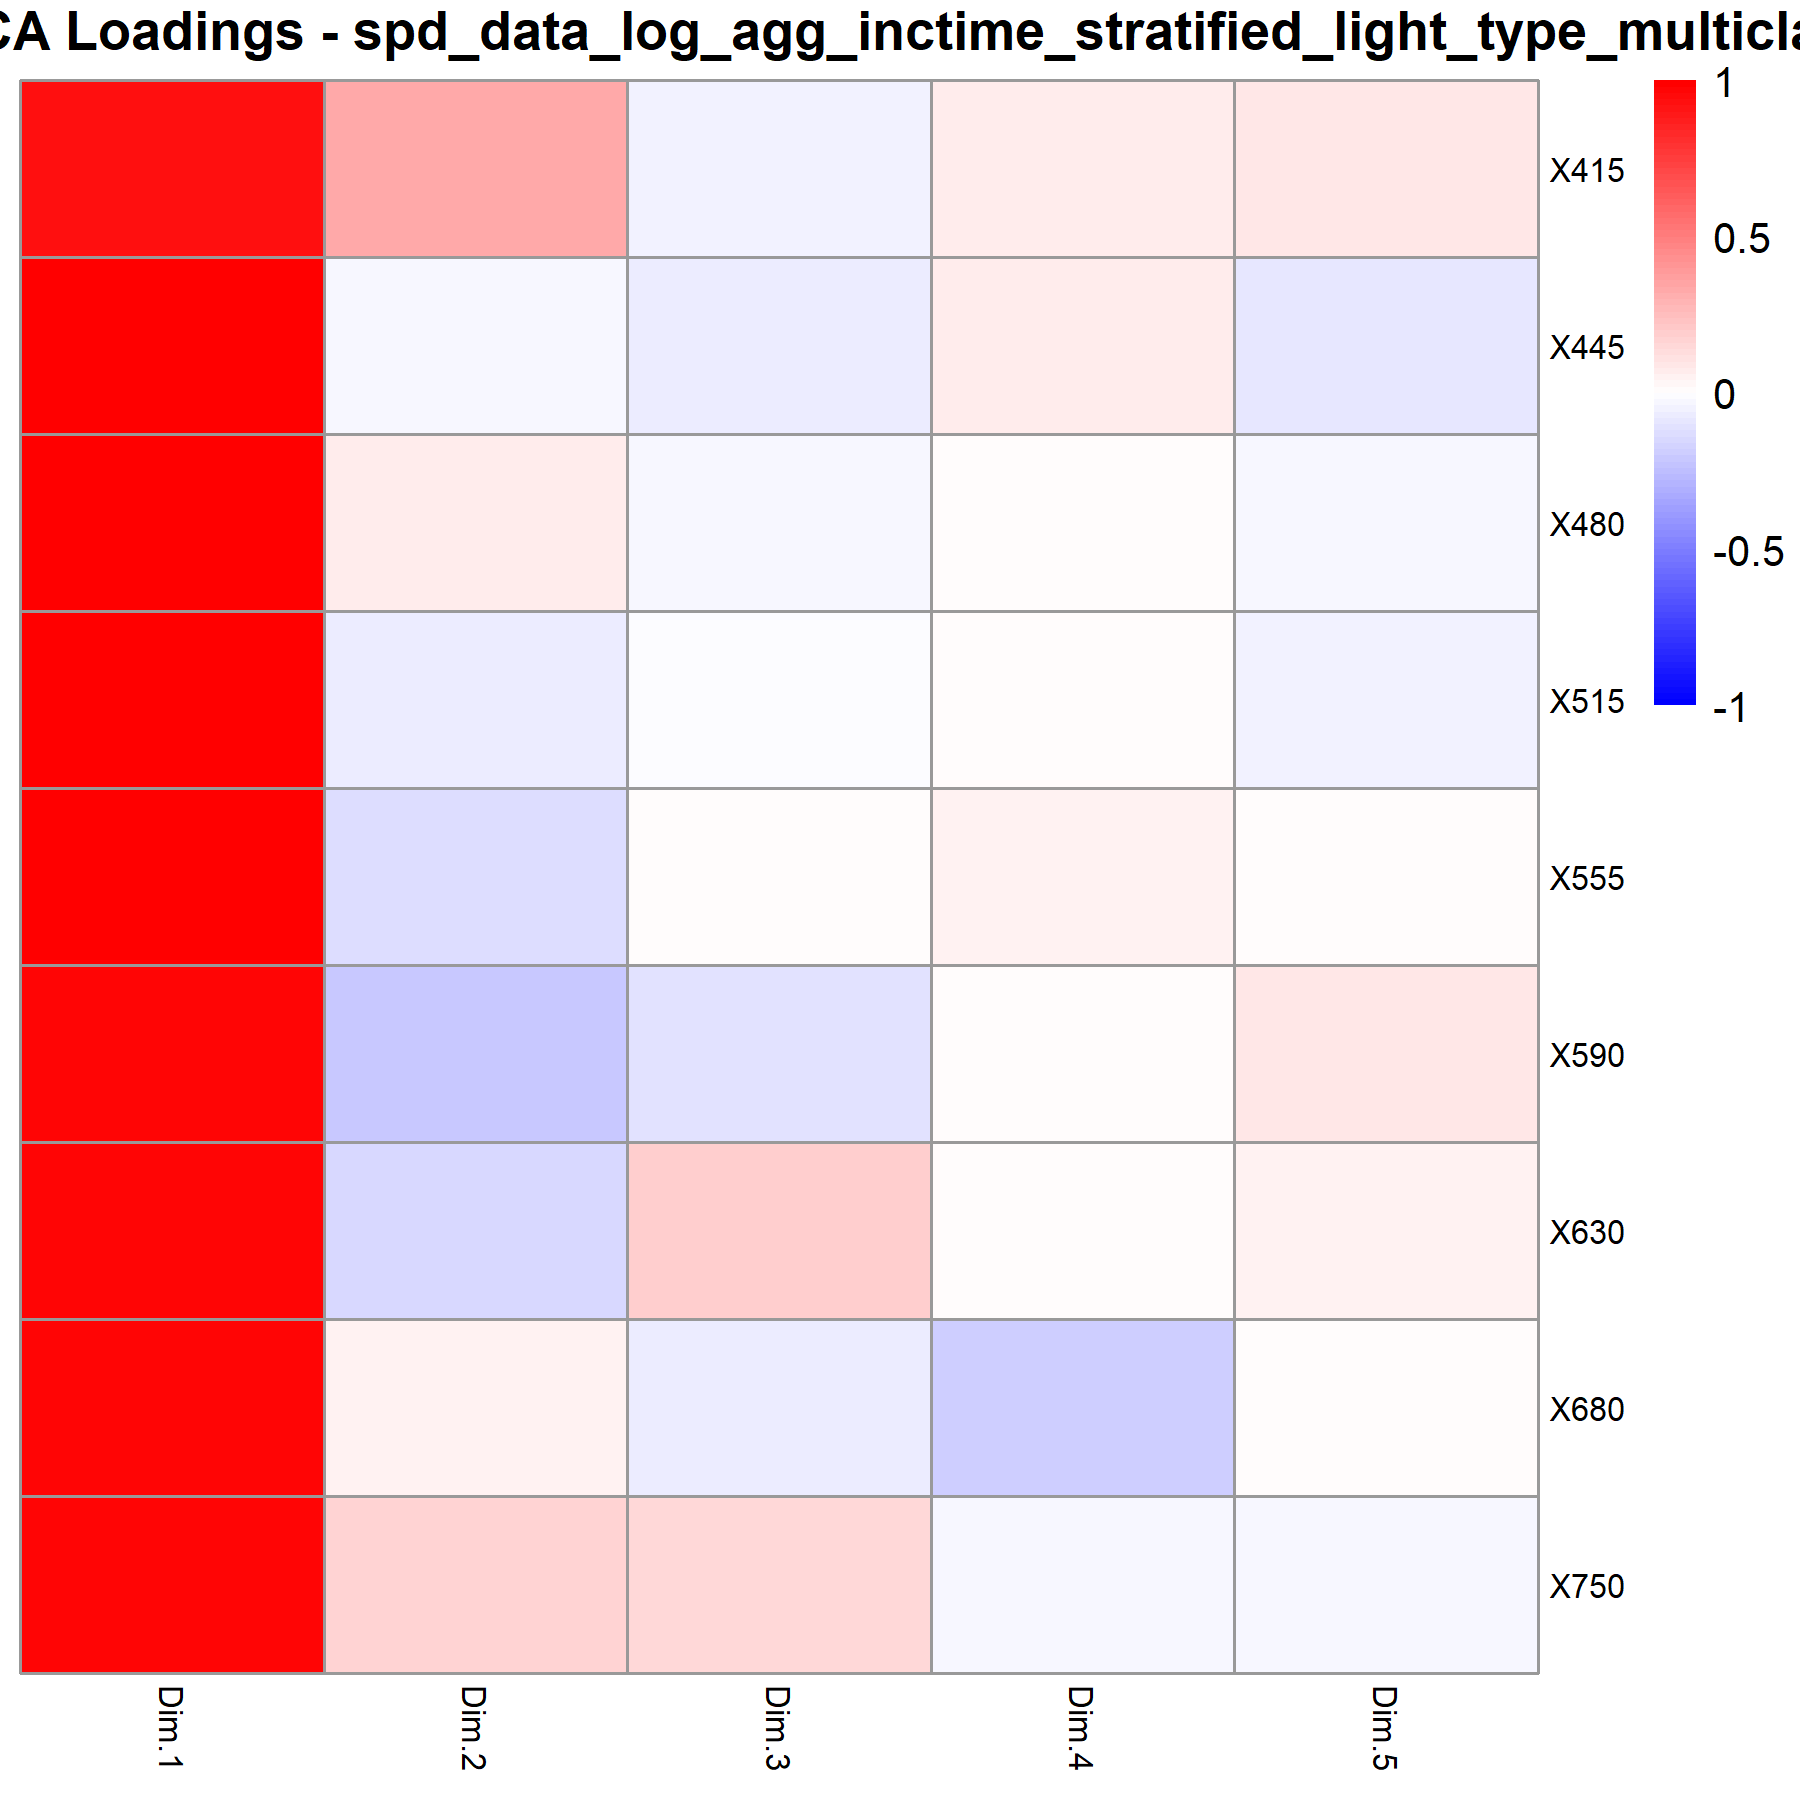 CA Loadings - spd_data_log_agg_inctime_stratified_light_type_multicla
1
0.5
0
-0.5
-1
X415
X445
X480
X515
X555
X590
X630
X680
X750
Dim.1
Dim.2
Dim.3
Dim.4
Dim.5